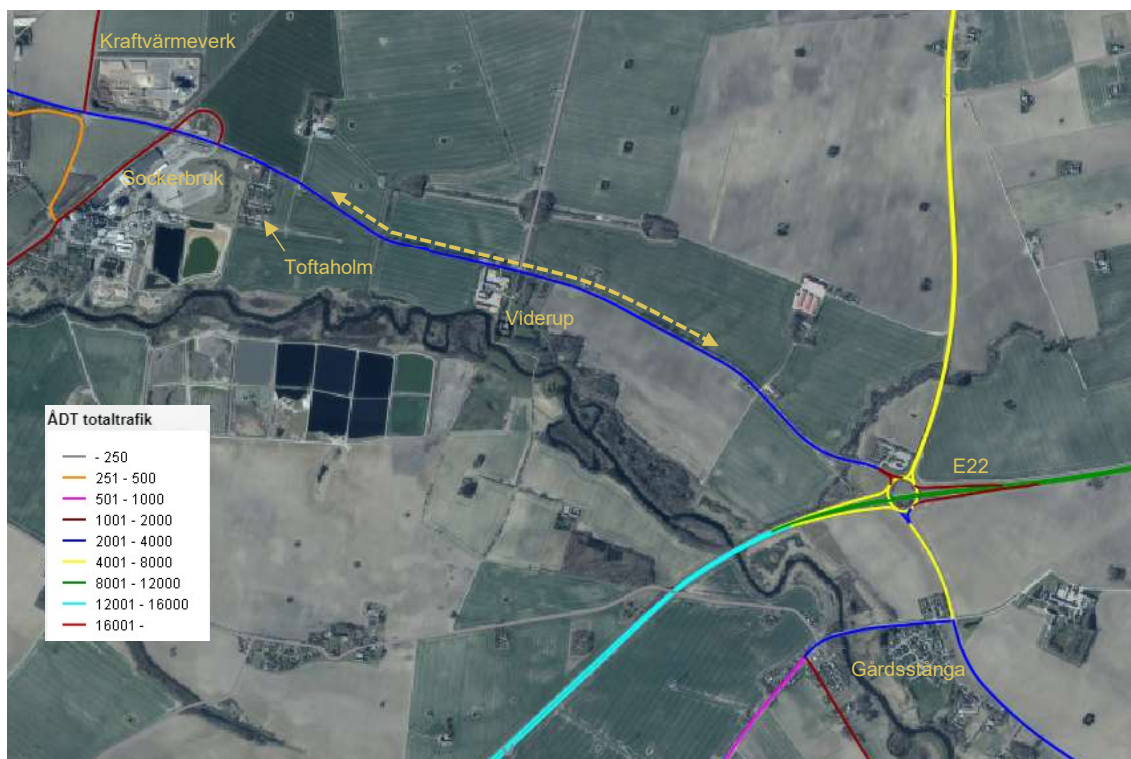 Kraftvärmeverk
Sockerbruk
Toftaholm
Viderup
ÅDT totaltrafik
- 250
251 - 500
501 - 1000
1001 - 2000
2001 - 4000
4001 - 8000
8001 - 12000
12001 - 16000
16001 -
E22
Gårdsstånga